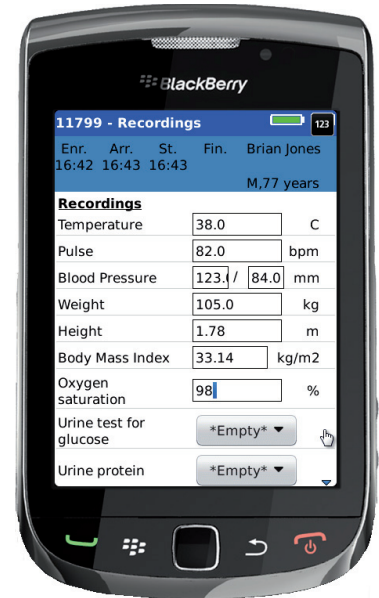 BlackBerry
11799 - Recordings 123
Enr. Arr. St. Fin. Brian Jones
16:42 16:43 16:43
M,77 years
Recordings
Temperature 38.0 C
Pulse 82.0 bpm
Blood Pressure 123.0 / 84.0 mm
Weight 105.0 kg
Height 1.78 m
Body Mass Index 33.14 kg/m2
Oxygen
saturation 98 %
Urine test for
glucose *Empty*
Urine protein *Empty*